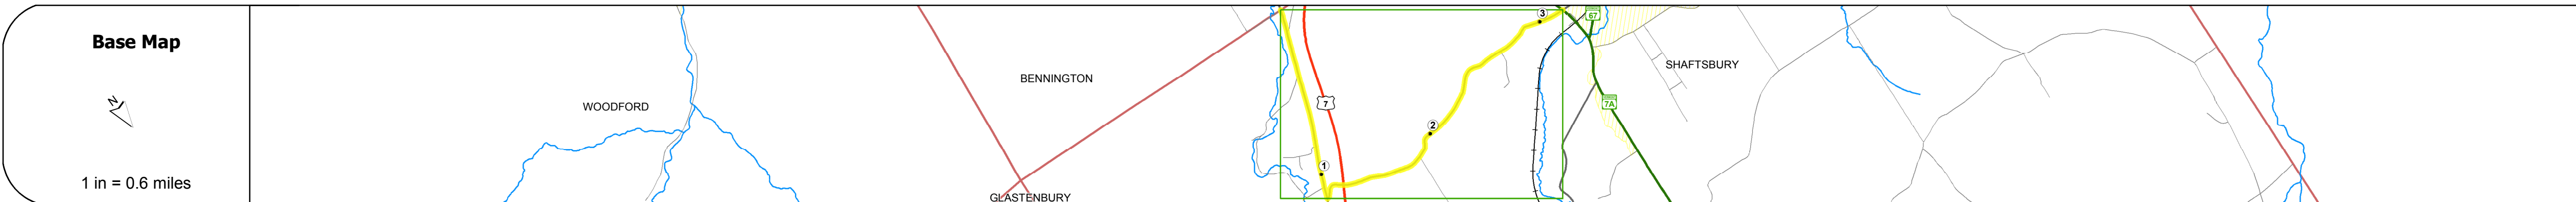 Base Map
N
1 in = 0.6 miles
WOODFORD
BENNINGTON
GLASTENBURY
7
1
2
3
67
7A
SHAFTSBURY